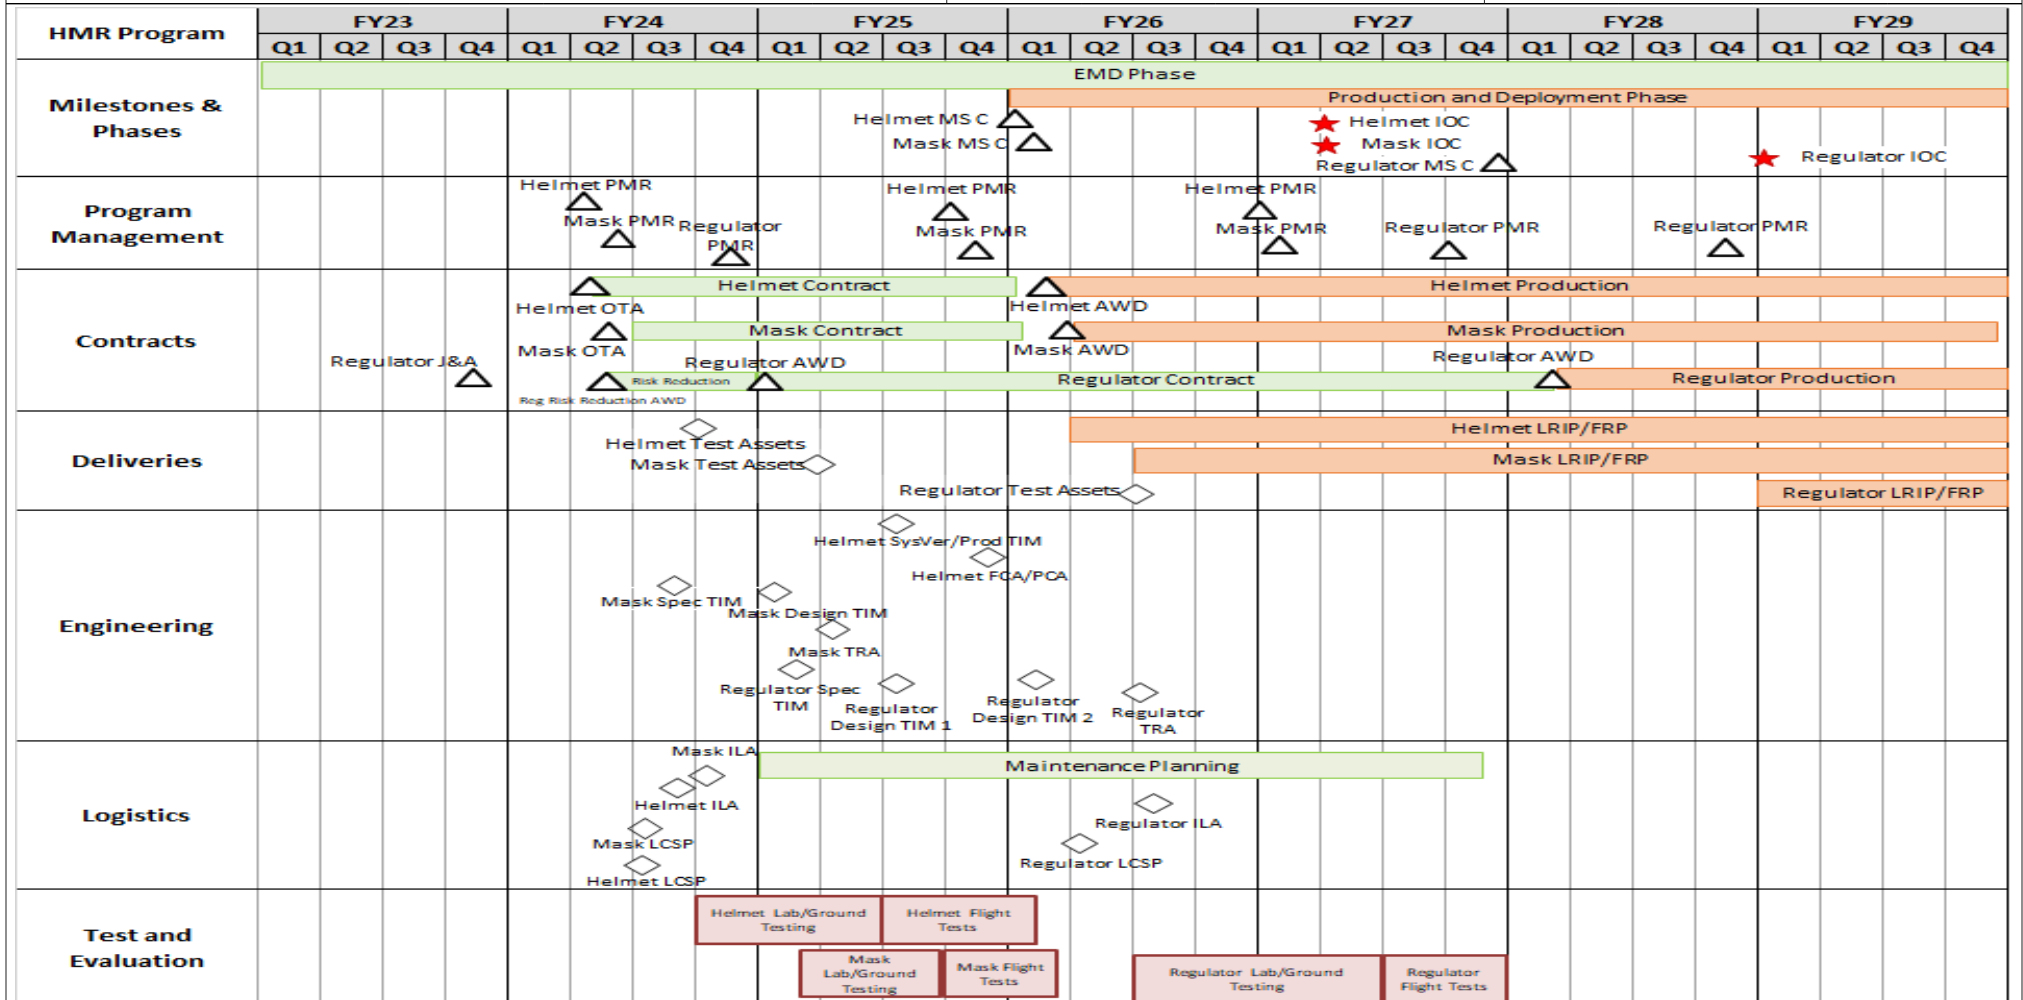 HMR Program
FY23 FY24 FY25 FY26 FY27 FY28 FY29
Q1 Q2 Q3 Q4 Q1 Q2 Q3 Q4 Q1 Q2 Q3 Q4 Q1 Q2 Q3 Q4 Q1 Q2 Q3 Q4 Q1 Q2 Q3 Q4 Q1 Q2 Q3 Q4
Milestones &
Phases
EMD Phase
Production and Deployment Phase
Helmet MS C
Helmet IOC
Mask MS C
Mask IOC
Regulator MS C
Regulator IOC
Program
Management
Helmet PMR
Helmet PMR
Helmet PMR
Mask PMR
Regulator
PMR
Mask PMR
Mask PMR
Regulator PMR
Regulator PMR
Contracts
Helmet Contract
Helmet Production
Helmet OTA
Helmet AWD
Mask Contract
Mask Production
Mask OTA
Mask AWD
Regulator J&A
Regulator AWD
Regulator AWD
Risk Reduction
Regulator Contract
Regulator Production
Reg Risk Reduction AWD
Deliveries
Helmet LRIP/FRP
Helmet Test Assets
Mask Test Assets
Mask LRIP/FRP
Regulator Test Assets
Regulator LRIP/FRP
Engineering
Helmet SysVer/Prod TIM
Helmet FCA/PCA
Mask Spec TIM
Mask Design TIM
Mask TRA
Regulator Spec
TIM
Regulator
Design TIM 1
Regulator
Design TIM 2
Regulator
TRA
Logistics
Mask ILA
Maintenance Planning
Helmet ILA
Regulator ILA
Mask LCSP
Regulator LCSP
Helmet LCSP
Test and
Evaluation
Helmet Lab/Ground
Testing
Helmet Flight
Tests
Mask
Lab/Ground
Testing
Mask Flight
Tests
Regulator Lab/Ground
Testing
Regulator
Flight Tests